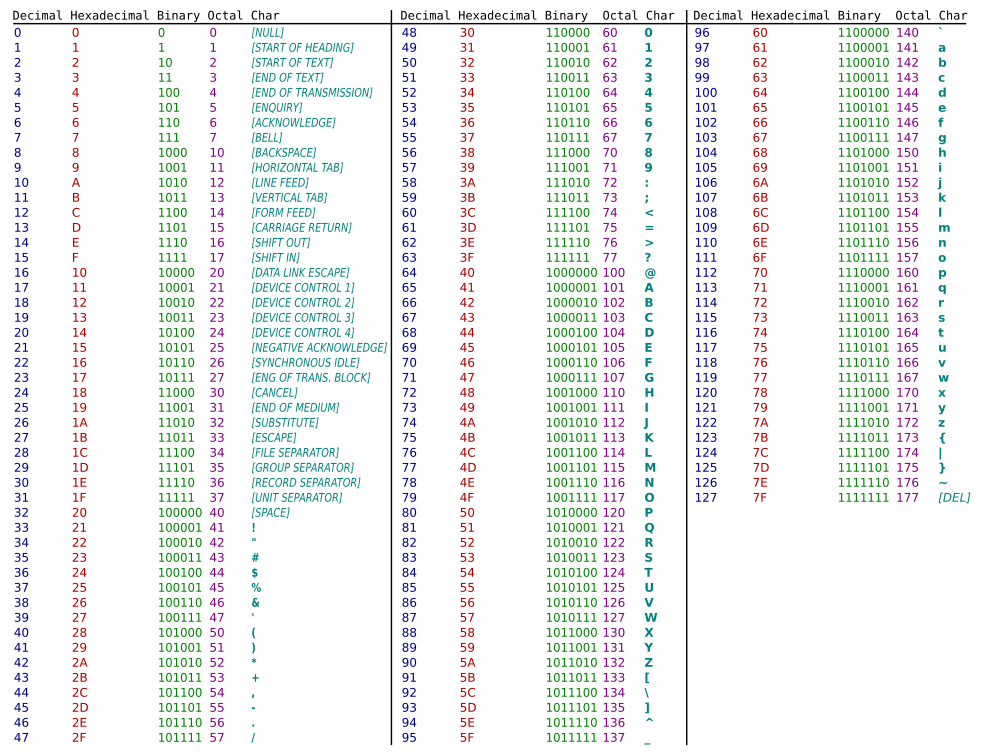 Decimal Hexadecimal Binary Octal Char
0 0 0 0 [NULL]
1 1 1 1 [START OF HEADING]
2 2 10 2 [START OF TEXT]
3 3 11 3 [END OF TEXT]
4 4 100 4 [END OF TRANSMISSION]
5 5 101 5 [ENQUIRY]
6 6 110 6 [ACKNOWLEDGE]
7 7 111 7 [BELL]
8 8 1000 10 [BACKSPACE]
9 9 1001 11 [HORIZONTAL TAB]
10 A 1010 12 [LINE FEED]
11 B 1011 13 [VERTICAL TAB]
12 C 1100 14 [FORM FEED]
13 D 1101 15 [CARRIAGE RETURN]
14 E 1110 16 [SHIFT OUT]
15 F 1111 17 [SHIFT IN]
16 10 10000 20 [DATA LINK ESCAPE]
17 11 10001 21 [DEVICE CONTROL 1]
18 12 10010 22 [DEVICE CONTROL 2]
19 13 10011 23 [DEVICE CONTROL 3]
20 14 10100 24 [DEVICE CONTROL 4]
21 15 10101 25 [NEGATIVE ACKNOWLEDGE]
22 16 10110 26 [SYNCHRONOUS IDLE]
23 17 10111 27 [ENG OF TRANS. BLOCK]
24 18 11000 30 [CANCEL]
25 19 11001 31 [END OF MEDIUM]
26 1A 11010 32 [SUBSTITUTE]
27 1B 11011 33 [ESCAPE]
28 1C 11100 34 [FILE SEPARATOR]
29 1D 11101 35 [GROUP SEPARATOR]
30 1E 11110 36 [RECORD SEPARATOR]
31 1F 11111 37 [UNIT SEPARATOR]
32 20 100000 40 [SPACE]
33 21 100001 41 !
34 22 100010 42 "
35 23 100011 43 #
36 24 100100 44 $
37 25 100101 45 %
38 26 100110 46 &
39 27 100111 47 '
40 28 101000 50 (
41 29 101001 51 )
42 2A 101010 52 *
43 2B 101011 53 +
44 2C 101100 54 ,
45 2D 101101 55 -
46 2E 101110 56 .
47 2F 101111 57 /
Decimal Hexadecimal Binary Octal Char
48 30 110000 60 0
49 31 110001 61 1
50 32 110010 62 2
51 33 110011 63 3
52 34 110100 64 4
53 35 110101 65 5
54 36 110110 66 6
55 37 110111 67 7
56 38 111000 70 8
57 39 111001 71 9
58 3A 111010 72 :
59 3B 111011 73 ;
60 3C 111100 74 <
61 3D 111101 75 =
62 3E 111110 76 >
63 3F 111111 77 ?
64 40 1000000 100 @
65 41 1000001 101 A
66 42 1000010 102 B
67 43 1000011 103 C
68 44 1000100 104 D
69 45 1000101 105 E
70 46 1000110 106 F
71 47 1000111 107 G
72 48 1001000 110 H
73 49 1001001 111 I
74 4A 1001010 112 J
75 4B 1001011 113 K
76 4C 1001100 114 L
77 4D 1001101 115 M
78 4E 1001110 116 N
79 4F 1001111 117 O
80 50 1010000 120 P
81 51 1010001 121 Q
82 52 1010010 122 R
83 53 1010011 123 S
84 54 1010100 124 T
85 55 1010101 125 U
86 56 1010110 126 V
87 57 1010111 127 W
88 58 1011000 130 X
89 59 1011001 131 Y
90 5A 1011010 132 Z
91 5B 1011011 133 [
92 5C 1011100 134 \
93 5D 1011101 135 ]
94 5E 1011110 136 ^
95 5F 1011111 137 _
Decimal Hexadecimal Binary Octal Char
96 60 1100000 140 `
97 61 1100001 141 a
98 62 1100010 142 b
99 63 1100011 143 c
100 64 1100100 144 d
101 65 1100101 145 e
102 66 1100110 146 f
103 67 1100111 147 g
104 68 1101000 150 h
105 69 1101001 151 i
106 6A 1101010 152 j
107 6B 1101011 153 k
108 6C 1101100 154 l
109 6D 1101101 155 m
110 6E 1101110 156 n
111 6F 1101111 157 o
112 70 1110000 160 p
113 71 1110001 161 q
114 72 1110010 162 r
115 73 1110011 163 s
116 74 1110100 164 t
117 75 1110101 165 u
118 76 1110110 166 v
119 77 1110111 167 w
120 78 1111000 170 x
121 79 1111001 171 y
122 7A 1111010 172 z
123 7B 1111011 173 {
124 7C 1111100 174 |
125 7D 1111101 175 }
126 7E 1111110 176 ~
127 7F 1111111 177 [DEL]